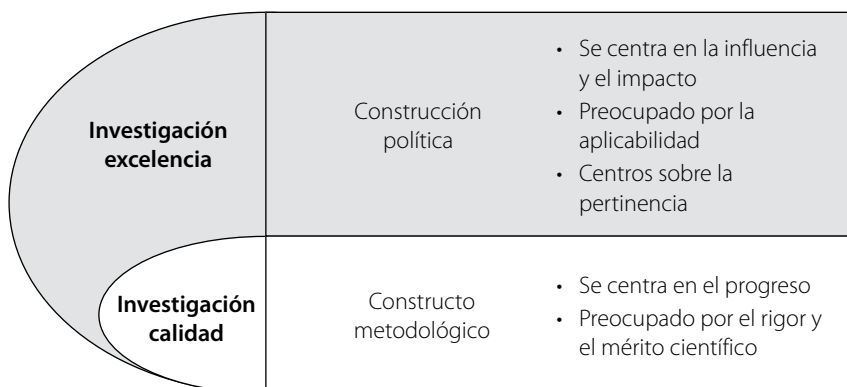 Investigación
excelencia
Construcción
política
• Se centra en la influencia
y el impacto
• Preocupado por la
aplicabilidad
• Centros sobre la
pertinencia
Investigación
calidad
Constructo
metodológico
• Se centra en el progreso
• Preocupado por el rigor y
el mérito científico